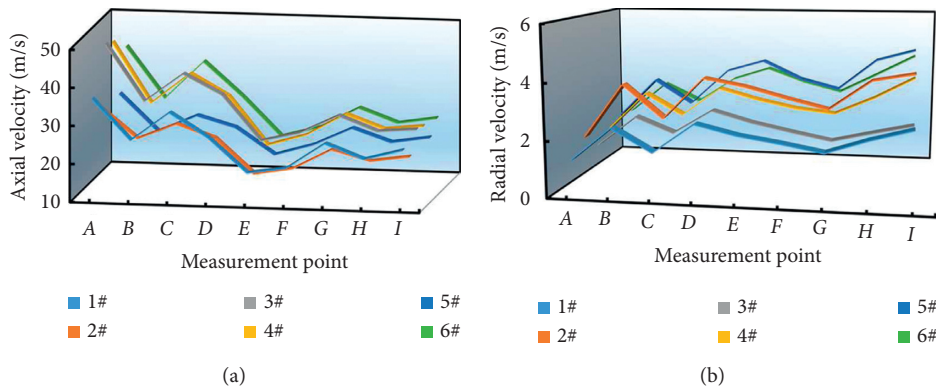 Axial velocity (m/s)
50
40
30
20
10
A B C D E F G H I
Measurement point
1# 3# 5#
2# 4# 6#
(a)
Radial velocity (m/s)
6
4
2
0
A B C D E F G H I
Measurement point
1# 3# 5#
2# 4# 6#
(b)